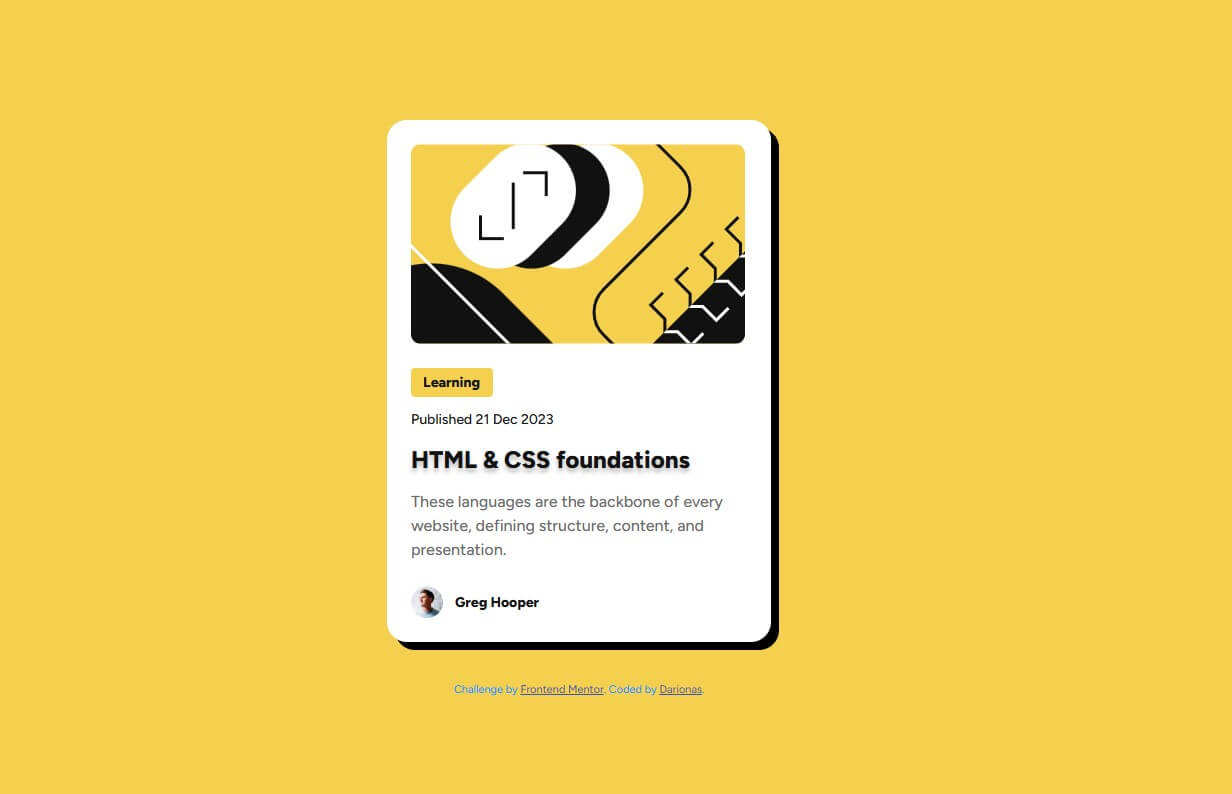 Learning
Published 21 Dec 2023
HTML & CSS foundations
These languages are the backbone of every
website, defining structure, content, and
presentation.
Greg Hooper
Challenge by Frontend Mentor. Coded by Darionas.